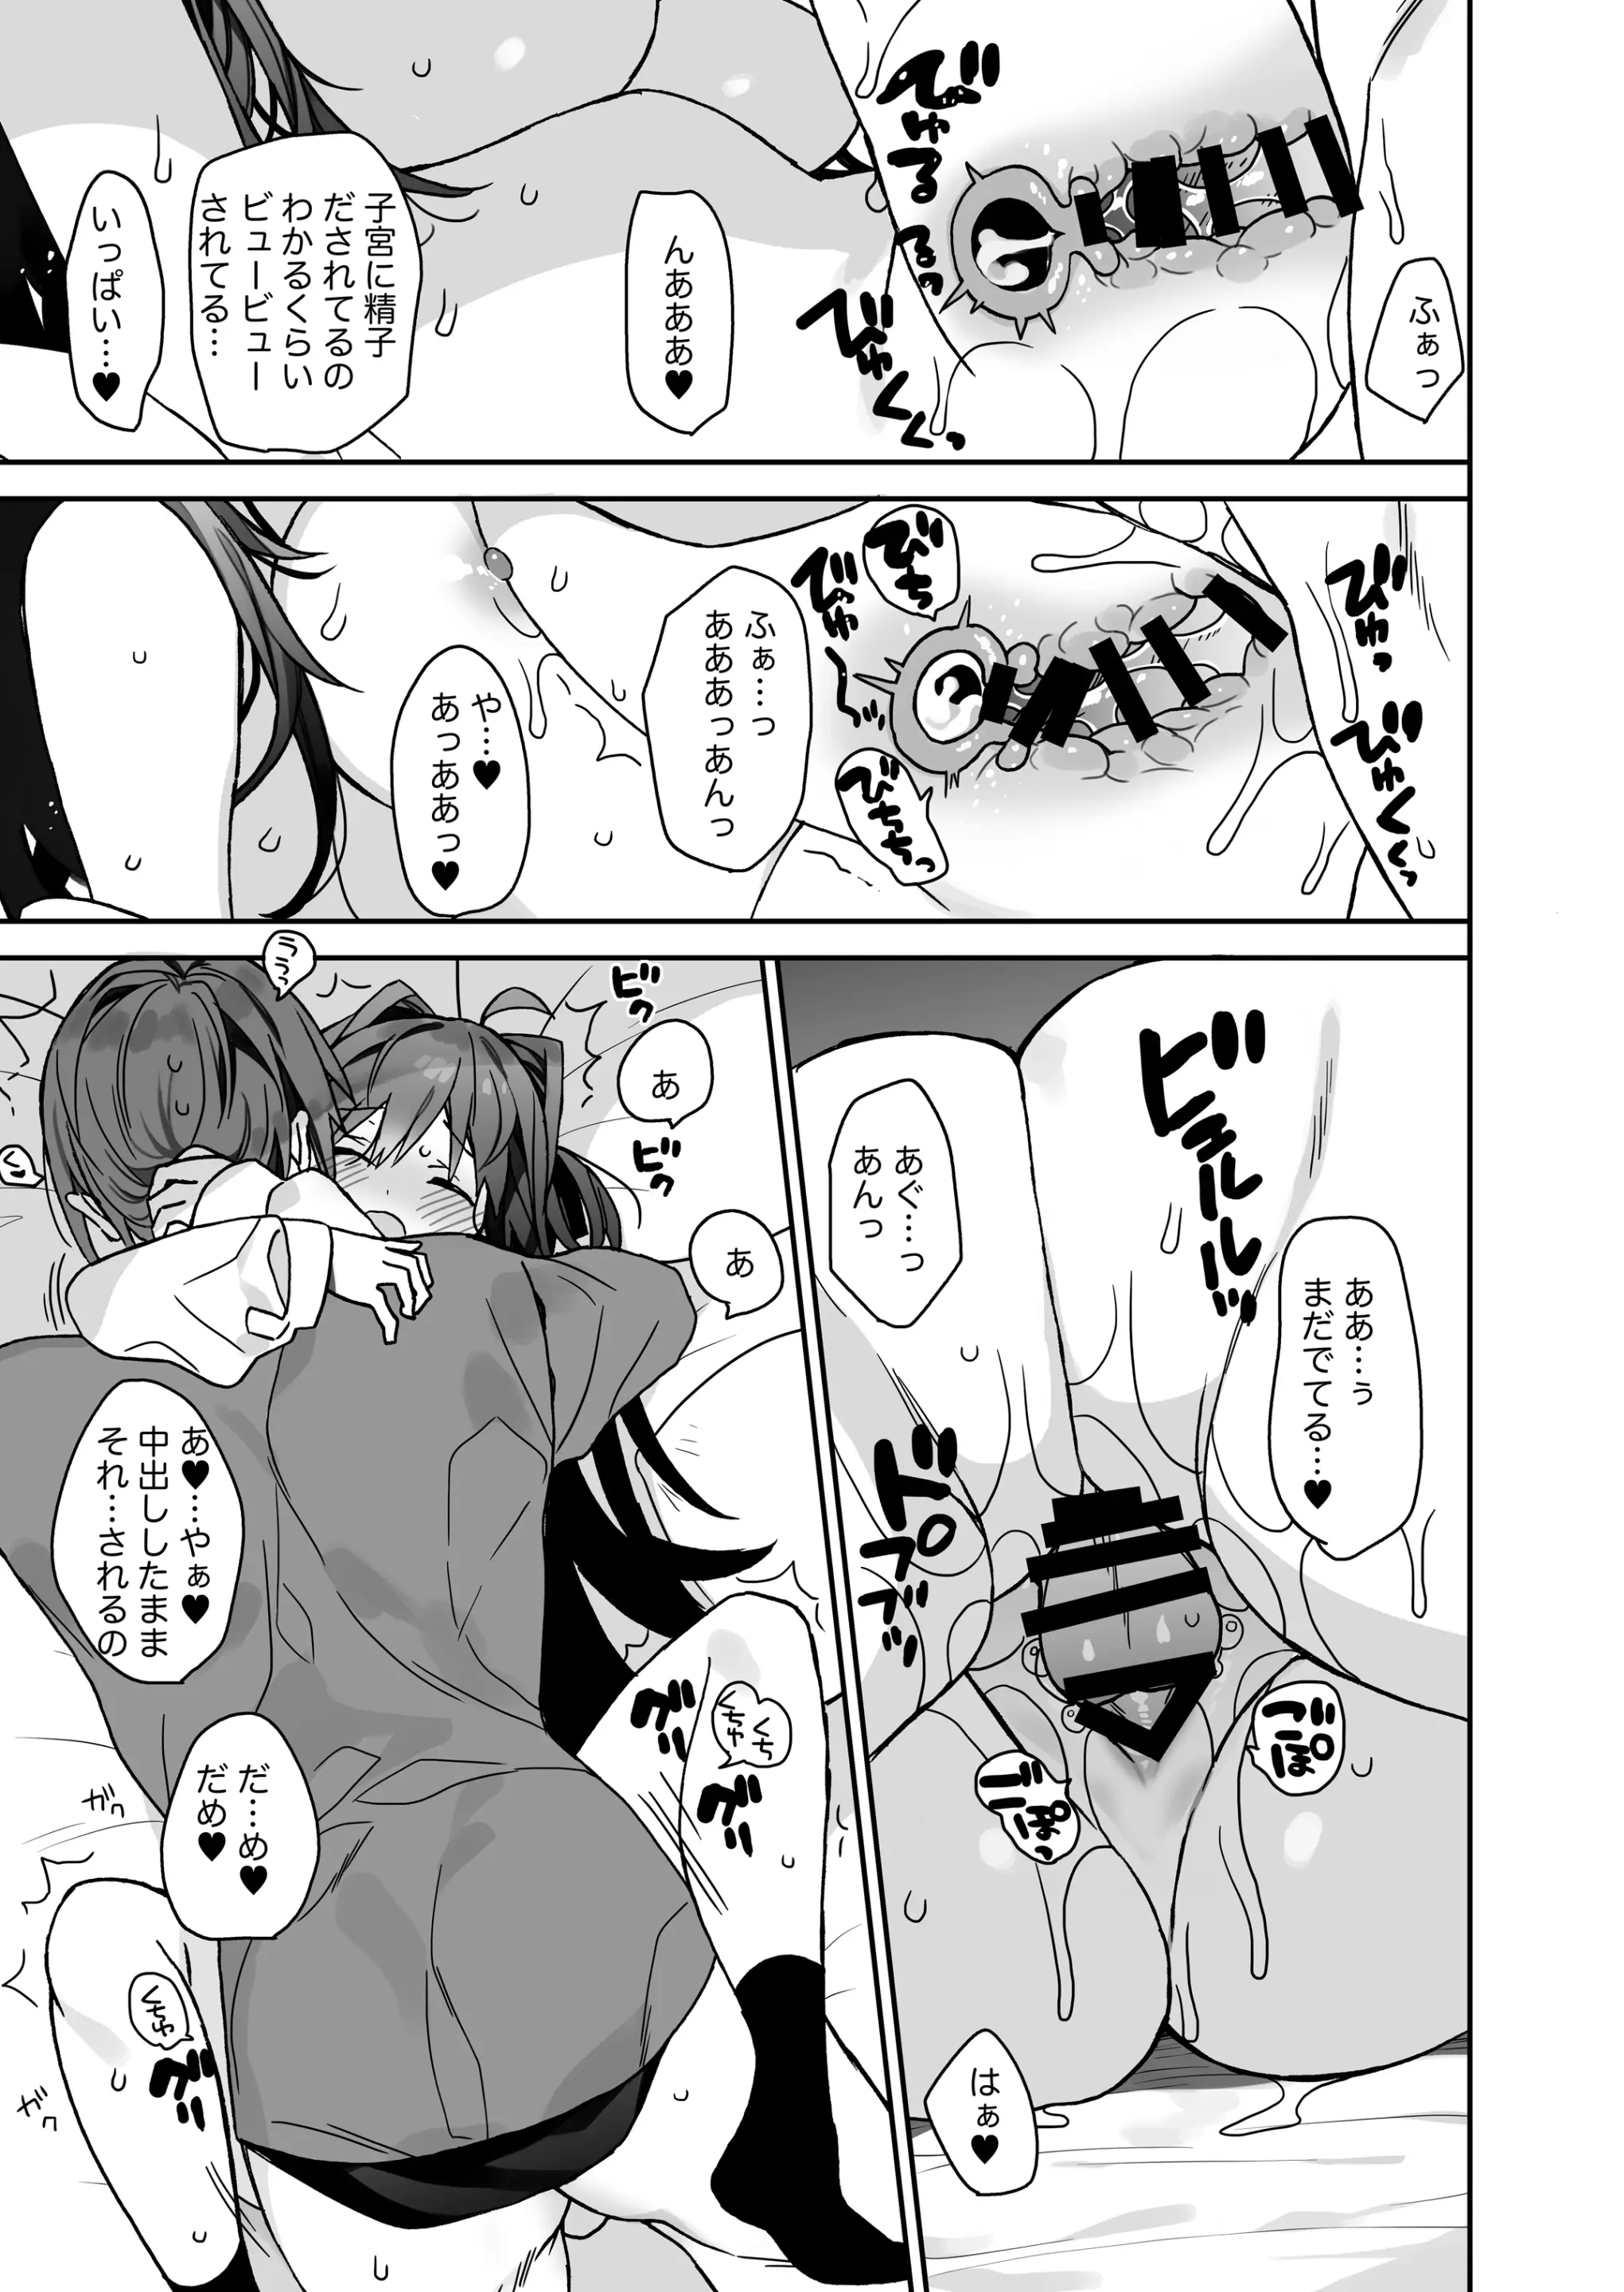 ふぁっ
びゅるるるっ
びゅくくっ
んあああ♥
子宮に精子
だされてるの
わかるくらい
ビュービュー
されてる…
いっぱい…♥
びゅっ
びゅくくっ
びち
びちちっ
ふぁ…っ
あああっあんっ
や…♥
あっああっ♥
ビュルルルッ
ああ…ぅ
まだでてる…♥
あぐ…っ
あんっ
ドプププ
ごぽ
ごぽっ
はぁ♥
ううっ
ビク
あ
ビク
あ
あ♥…やぁ♥
中出ししたまま
それ…されるの
だ…め♥
だめ♥
グリ
くちくちゅ
グリ
ガク
くちゅ
グリ
ガク